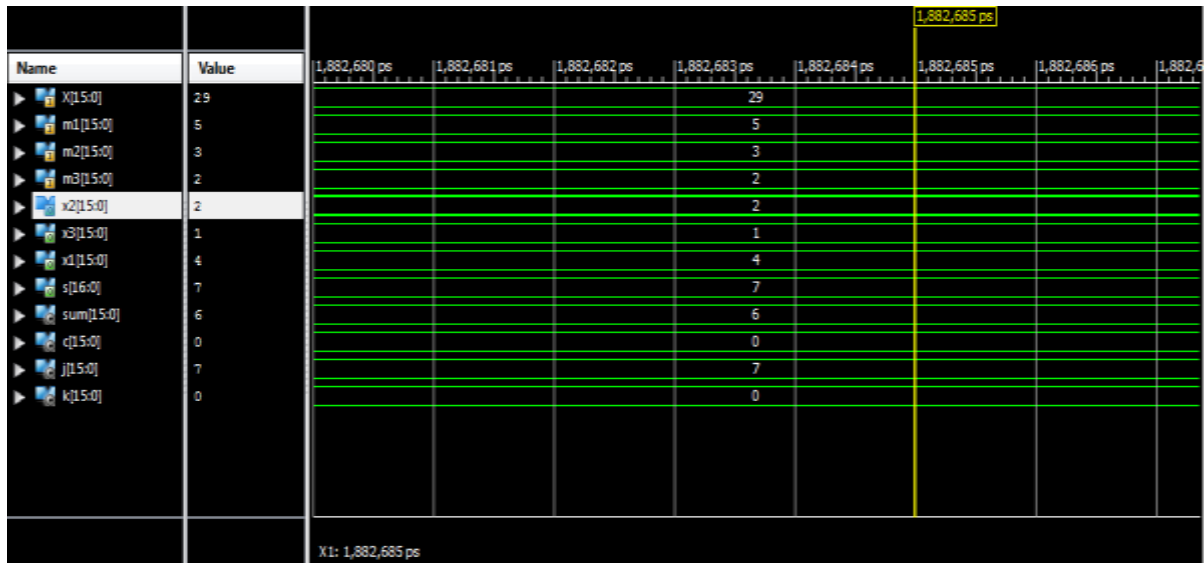 1,882,685 ps
Name Value 1,882,680 ps 1,882,681 ps 1,882,682 ps 1,882,683 ps 1,882,684 ps 1,882,685 ps 1,882,686 ps 1,882,6
X[15:0] 29 29
m1[15:0] 5 5
m2[15:0] 3 3
m3[15:0] 2 2
x2[15:0] 2 2
x3[15:0] 1 1
x1[15:0] 4 4
s[16:0] 7 7
sum[15:0] 6 6
c[15:0] 0 0
j[15:0] 7 7
k[15:0] 0 0
X1: 1,882,685 ps